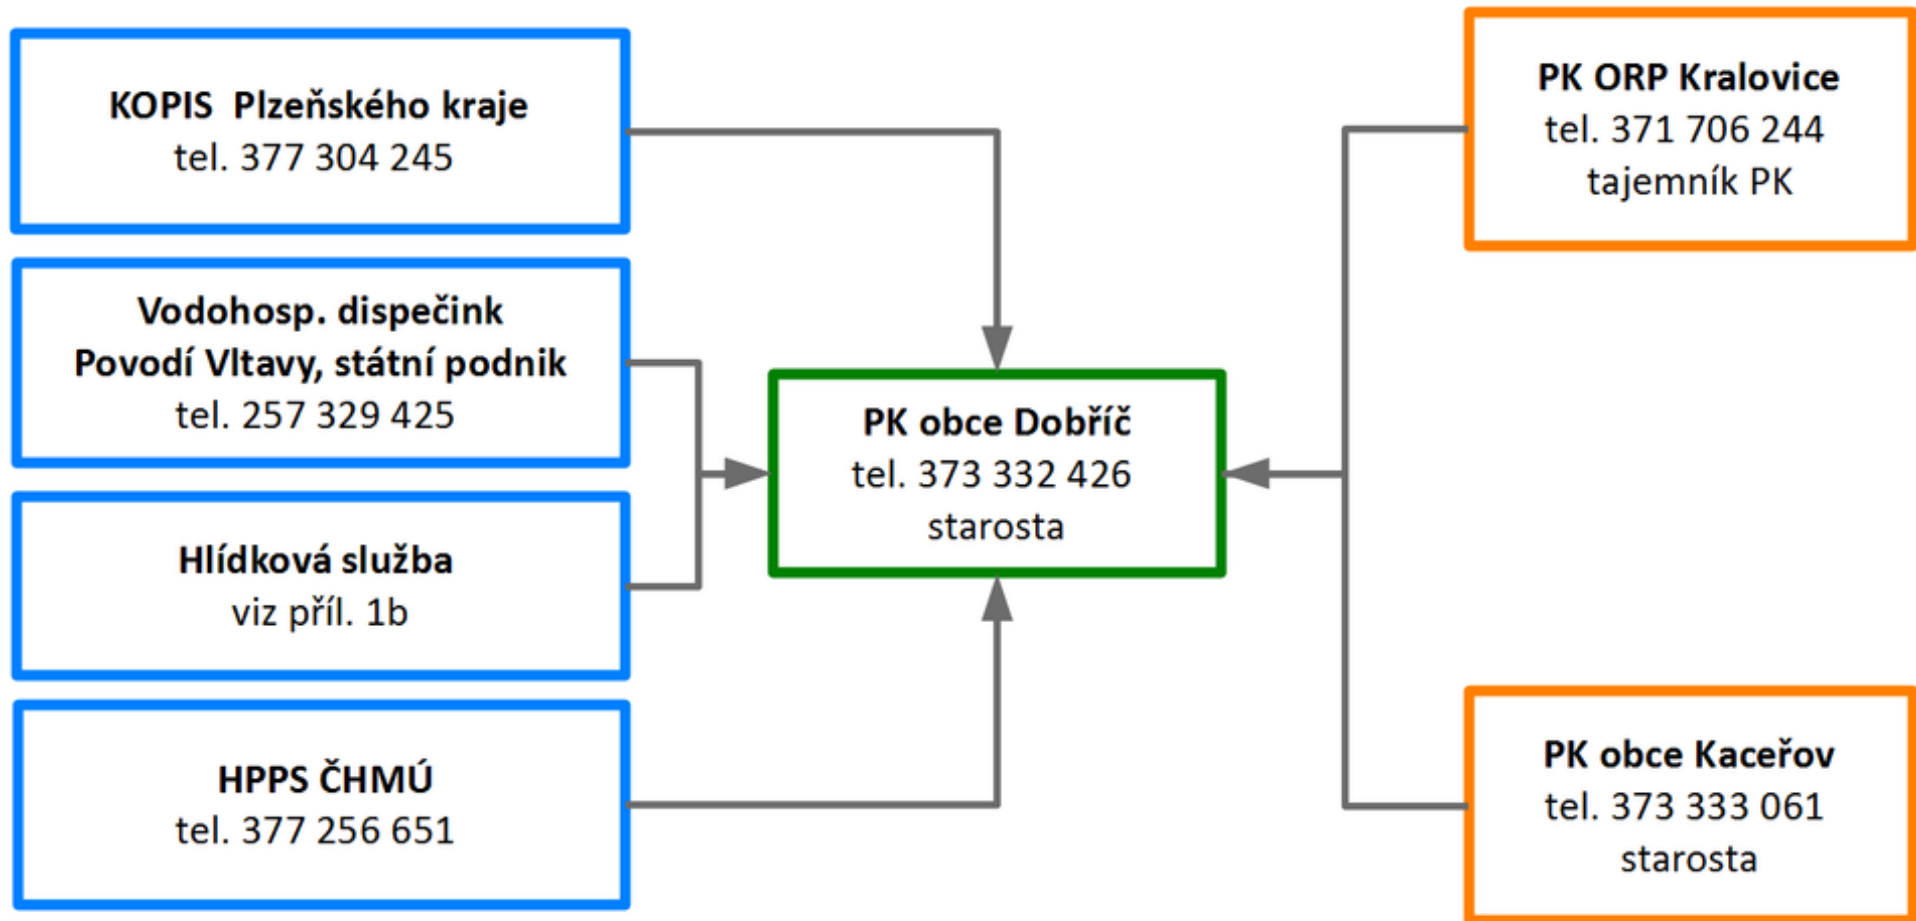 KOPIS Plzeňského kraje
tel. 377 304 245
Vodohosp. dispečink
Povodí Vltavy, státní podnik
tel. 257 329 425
Hlídková služba
viz příl. 1b
HPPS ČHMÚ
tel. 377 256 651
PK obce Dobříč
tel. 373 332 426
starosta
PK ORP Kralovice
tel. 371 706 244
tajemník PK
PK obce Kaceřov
tel. 373 333 061
starosta